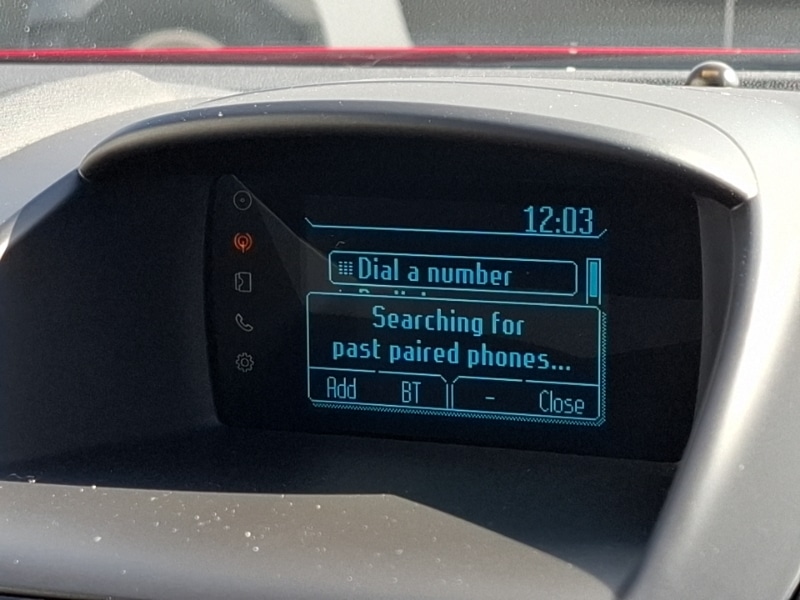 12:03
Dial a number
Searching for
past paired phones...
Add BT - Close